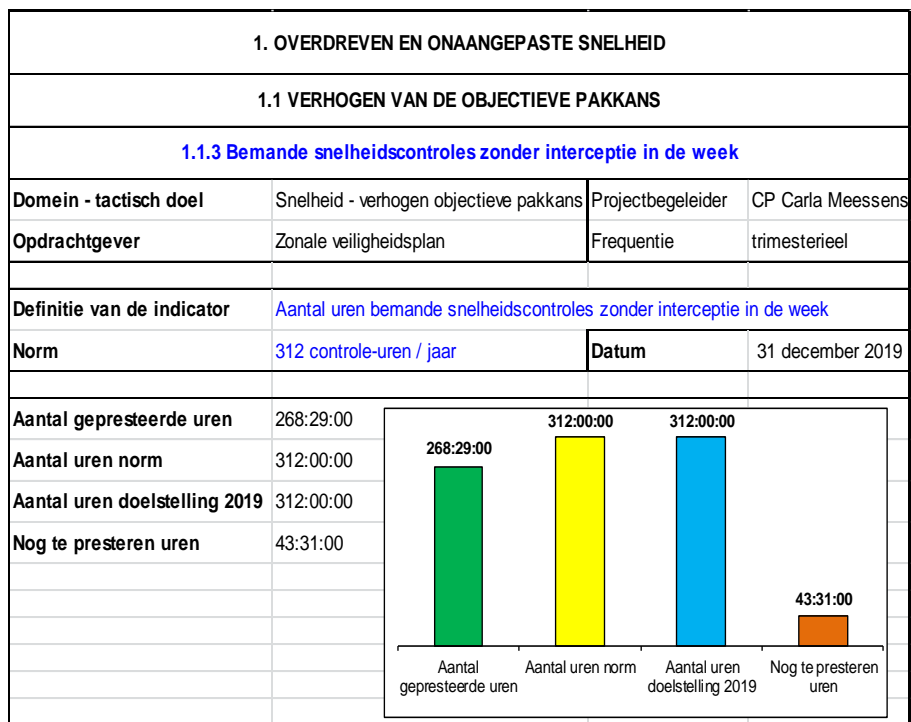 1. OVERDREVEN EN ONAANGEPASTE SNELHEID
1.1 VERHOGEN VAN DE OBJECTIEVE PAKKANS
1.1.3 Bemande snelheidscontroles zonder interceptie in de week
Domein - tactisch doel Snelheid - verhogen objectieve pakkans Projectbegeleider CP Carla Meessens
Opdrachtgever Zonale veiligheidsplan Frequentie trimesterieel
Definitie van de indicator Aantal uren bemande snelheidscontroles zonder interceptie in de week
Norm 312 controle-uren / jaar Datum 31 december 2019
Aantal gepresteerde uren 268:29:00
Aantal uren norm 312:00:00
Aantal uren doelstelling 2019 312:00:00
Nog te presteren uren 43:31:00
268:29:00 312:00:00 312:00:00 43:31:00
Aantal Aantal uren norm Aantal uren Nog te presteren
gepresteerde uren doelstelling 2019 uren